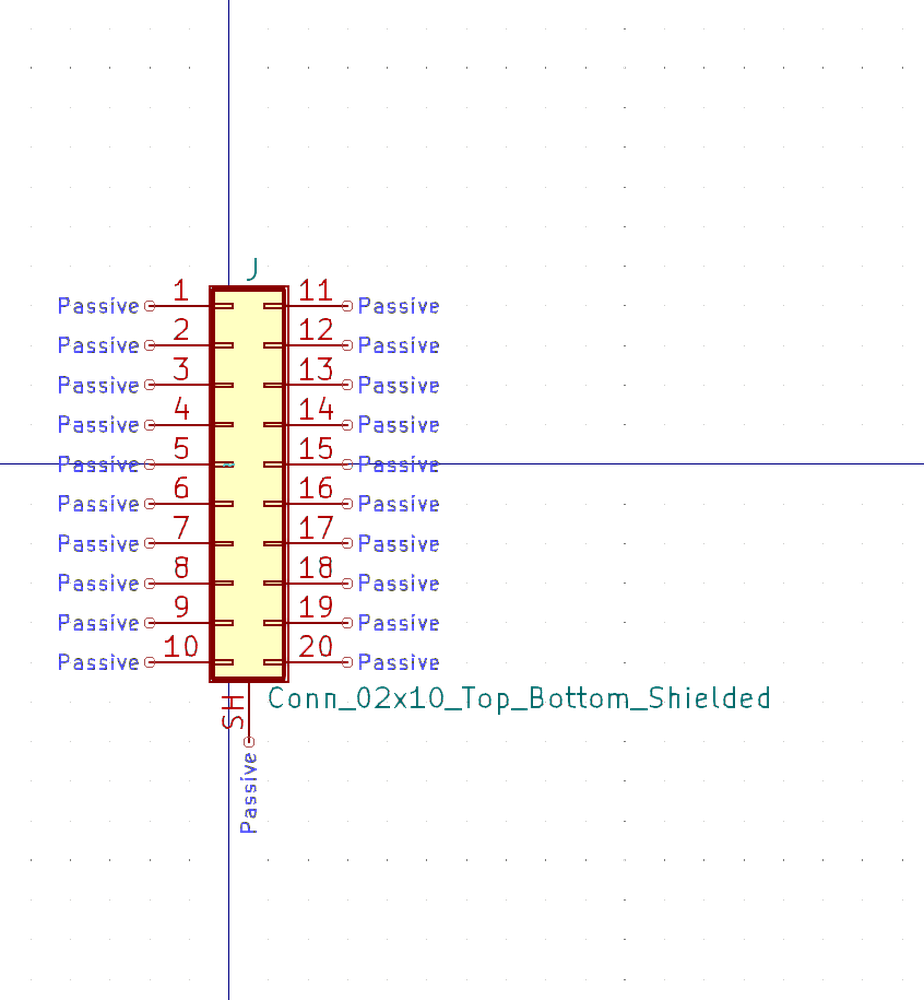 J
Passive 1 11 Passive
Passive 2 12 Passive
Passive 3 13 Passive
Passive 4 14 Passive
Passive 5 15 Passive
Passive 6 16 Passive
Passive 7 17 Passive
Passive 8 18 Passive
Passive 9 19 Passive
Passive 10 20 Passive
SH
Conn_02x10_Top_Bottom_Shielded
Passive